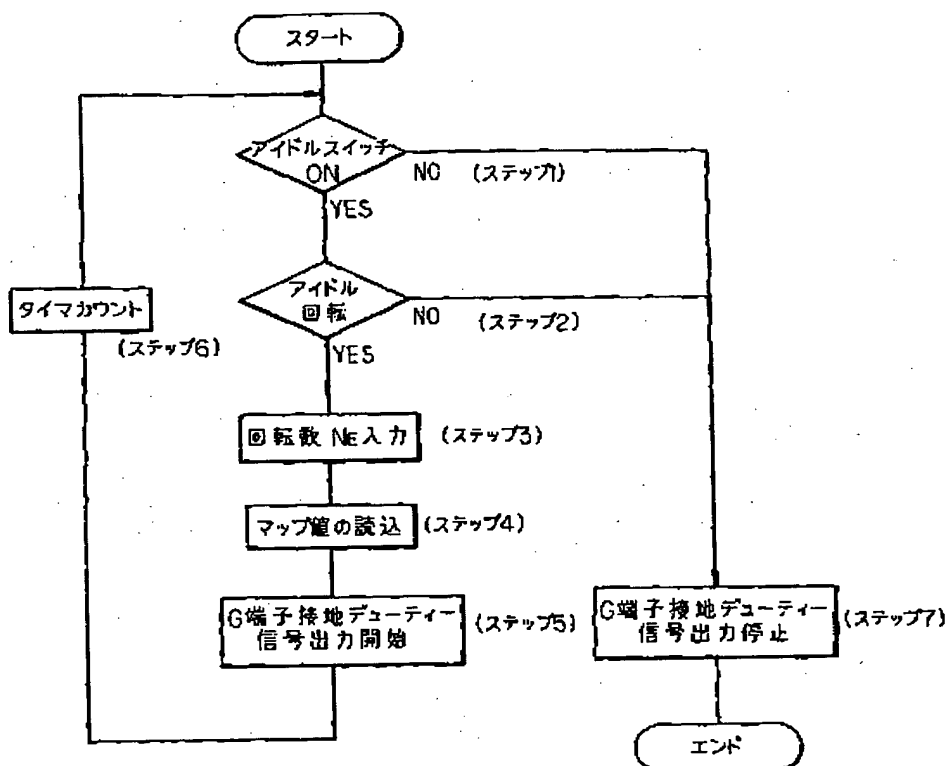 スタート
アイドルスイッチ
ON
NO (ステップ1)
YES
アイドル
回転
NO (ステップ2)
YES
タイマカウント
(ステップ6)
回転数 NE入力 (ステップ3)
マップ値の読込 (ステップ4)
G端子接地デューティー
信号出力開始
(ステップ5)
G端子接地デューティー
信号出力停止
(ステップ7)
エンド